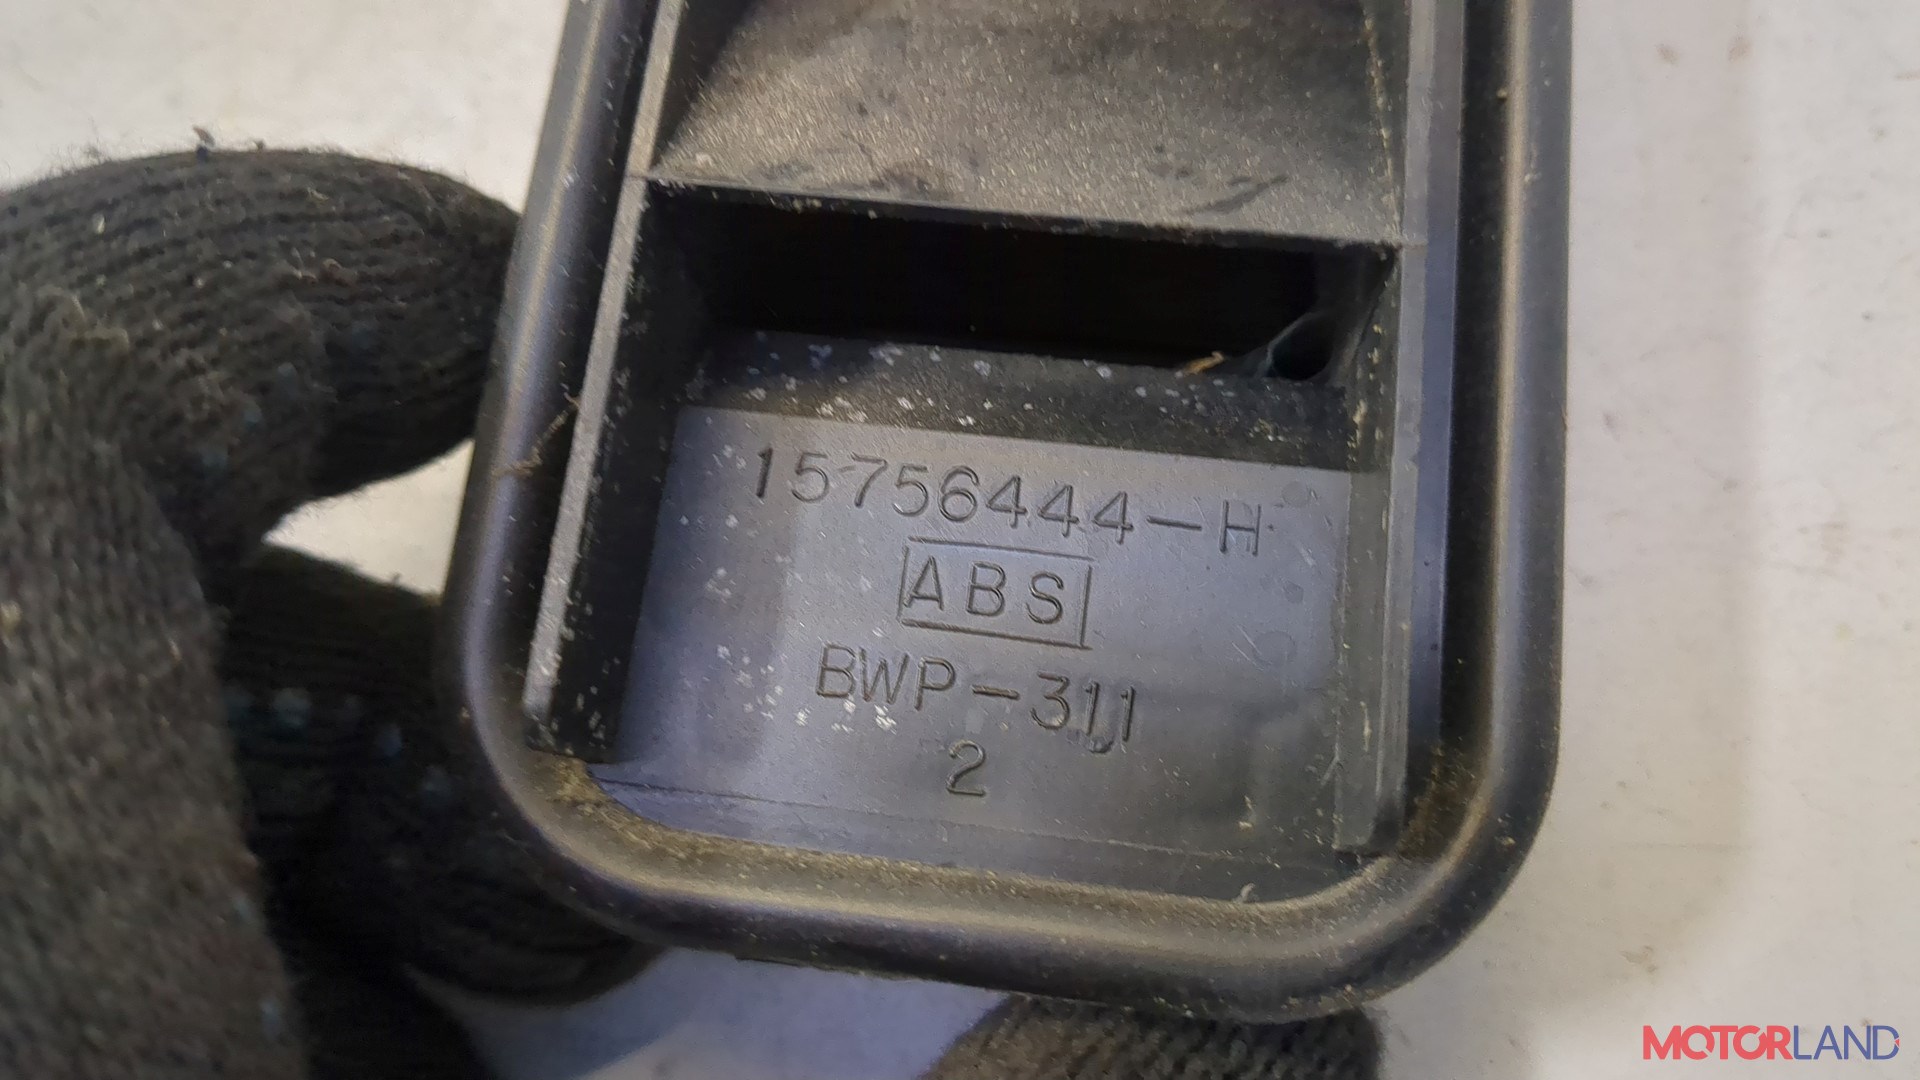 15756444-H
ABS
BWP-311
2
MOTORLAND